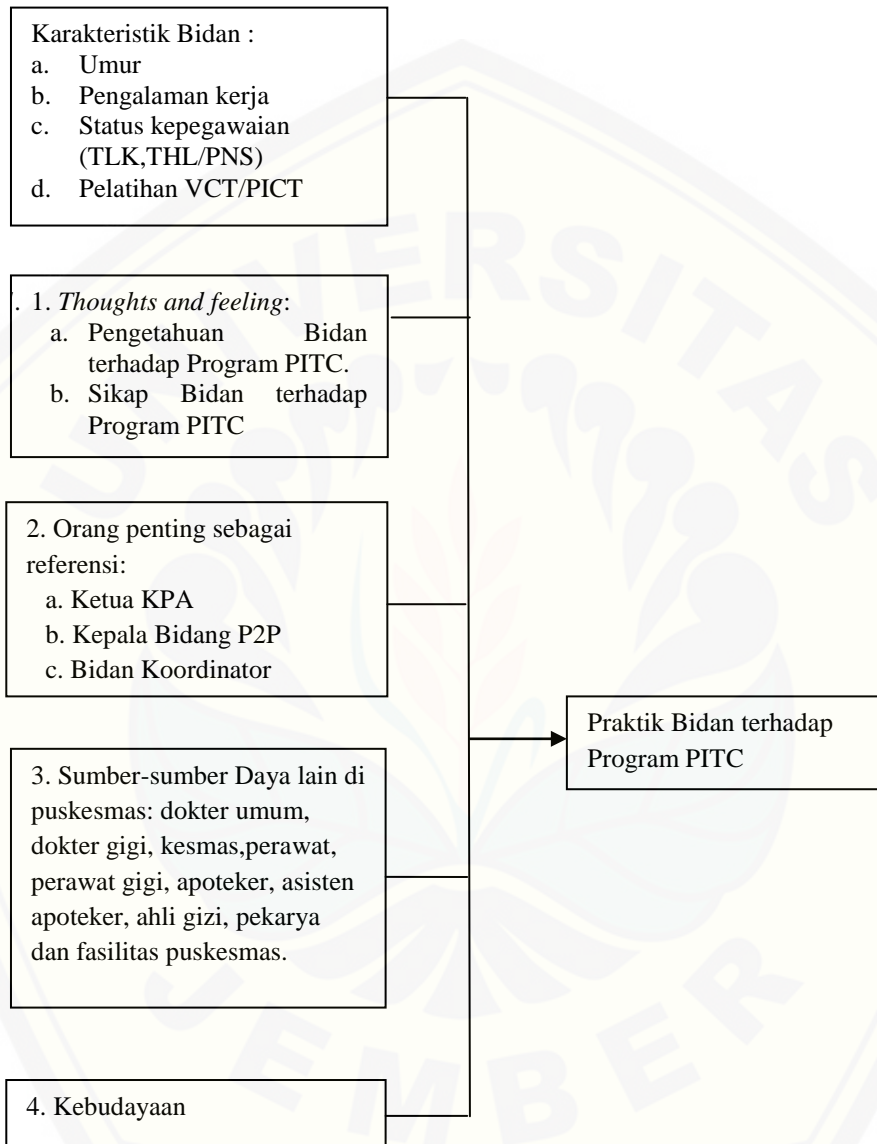 Karakteristik Bidan :
a. Umur
b. Pengalaman kerja
c. Status kepegawaian
(TLK,THL/PNS)
d. Pelatihan VCT/PICT
. 1. Thoughts and feeling:
a. Pengetahuan Bidan
terhadap Program PITC.
b. Sikap Bidan terhadap
Program PITC
2. Orang penting sebagai
referensi:
a. Ketua KPA
b. Kepala Bidang P2P
c. Bidan Koordinator
Praktik Bidan terhadap
Program PITC
3. Sumber-sumber Daya lain di
puskesmas: dokter umum,
dokter gigi, kesmas,perawat,
perawat gigi, apoteker, asisten
apoteker, ahli gizi, pekarya
dan fasilitas puskesmas.
4. Kebudayaan
UNIVERSITAS
JEMBER